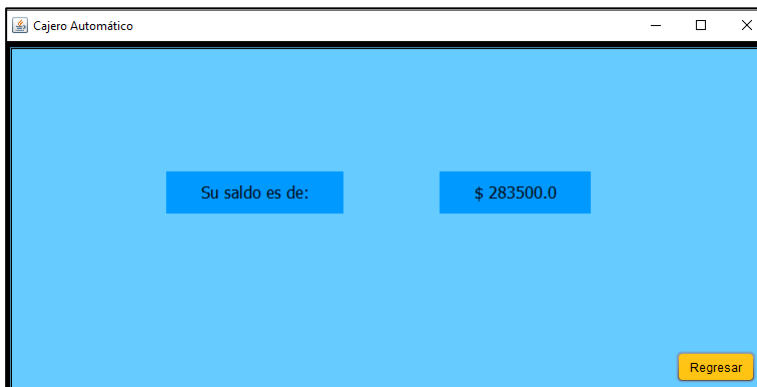 Cajero Automático
Su saldo es de:
$ 283500.0
Regresar